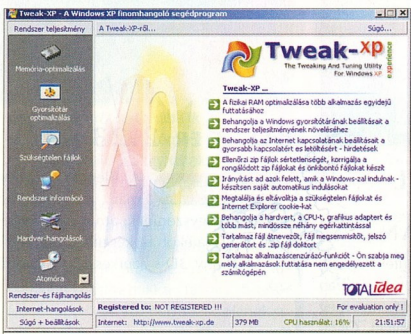 Tweak-XP - A Windows XP finomhangoló segédprogram
Rendszer teljesítmény
A Tweak-XP-ről...
Súgó...
Memória-optimalizálás
Gyorsítótár
optimalizálás
Szükségtelen fájlok
Rendszer információ
Hardver-hangolások
Atomóra
Rendszer-és fájlhangolás
Internet-hangolások
Súgó + beállítások
Tweak-xp
experience
The Tweaking And Tuning Utility
For Windows XP
Tweak-XP ...
A fizikai RAM optimalizálása több alkalmazás egyidejű
futtatásához
Behangolja a Windows gyorsítótárának beállításait a
rendszer teljesítményének növeléséhez
Behangolja az Internet kapcsolatának beállításait a
gyorsabb kapcsolatért és letöltésért - hirdetések.
Ellenőrzi zip fájlok sértetlenségét, korrigálja a
rongálódott zip fájlokat és önkibontó fájlokat készít
Irányítást ad azok felett, amik a Windows-zal indulnak -
készítsen saját automatikus indulásokat
Megtalálja és eltávolítja a szükségtelen fájlokat és
Internet Explorer cookie-kat
Behangolja a hardvert, a CPU-t, grafikus adaptert és
több mást, mindössze néhány egérkattintással
Tartalmaz fájl átnevezőt, fájl megsemmisítőt, jelszó
generátort és .zip fájl doktort
Tartalmaz alkalmazáscenzúrázó-funkciót - Ön szabja meg
mely alkalmazások futtatása nem engedélyezett a
számítógépén
TOTALidea
Registered to: NOT REGISTERED !!!
For evaluation only !
Internet: http://www.tweak-xp.de
379 MB
CPU használat: 16%
21:51:57